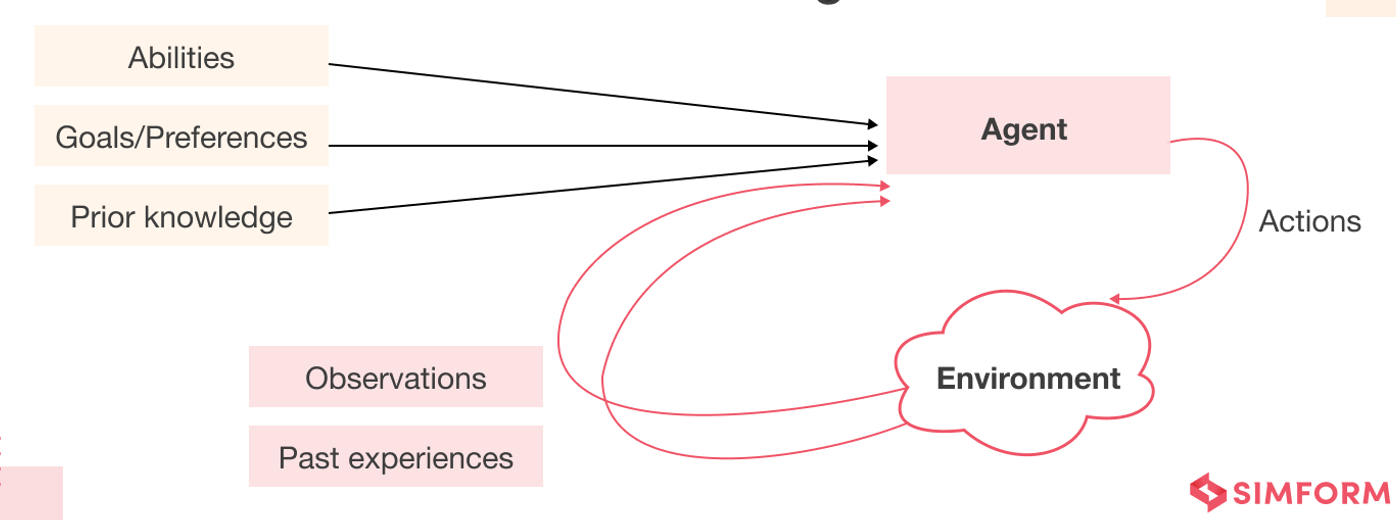 Abilities
Goals/Preferences
Prior knowledge
Agent
Actions
Observations
Environment
Past experiences
SIMFORM